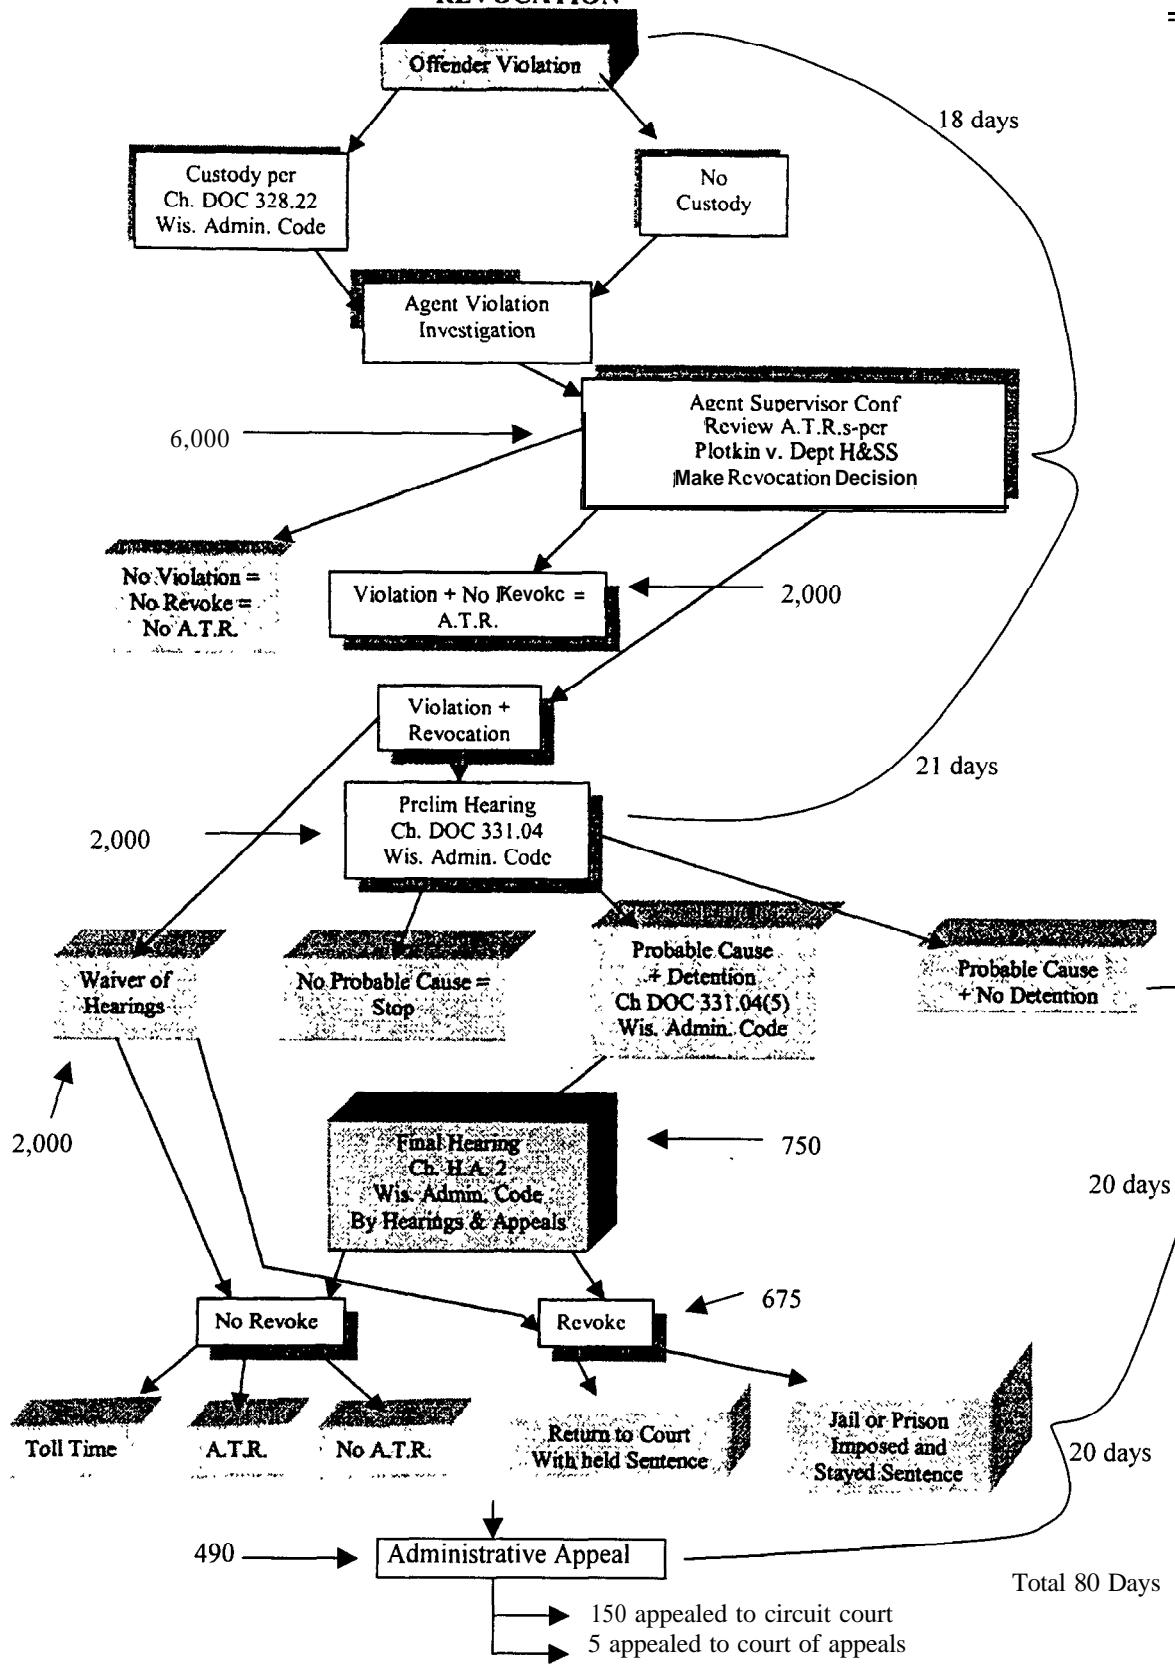 REVOCATION
Offender Violation
18 days
Custody per
Ch. DOC 328.22
Wis. Admin. Code
No
Custody
Agent Violation
Investigation
Agent Supervisor Conf
Review A.T.R.s-per
Plotkin v. Dept H&SS
Make Revocation Decision
6,000
No Violation =
No Revoke =
No A.T.R.
Violation + No Revoke =
A.T.R.
2,000
Violation +
Revocation
21 days
Prelim Hearing
Ch. DOC 331.04
Wis. Admin. Code
2,000
Waiver of
Hearings
No Probable Cause =
Stop
Probable Cause
+ Detention
Ch DOC 331.04(5)
Wis. Admin. Code
Probable Cause
+ No Detention
2,000
Final Hearing
Ch. H.A. 2
Wis. Admin. Code
By Hearings & Appeals
750
20 days
No Revoke
Revoke
675
Toll Time
A.T.R.
No A.T.R.
Return to Court
With held Sentence
Jail or Prison
Imposed and
Stayed Sentence
20 days
490
Administrative Appeal
Total 80 Days
150 appealed to circuit court
5 appealed to court of appeals